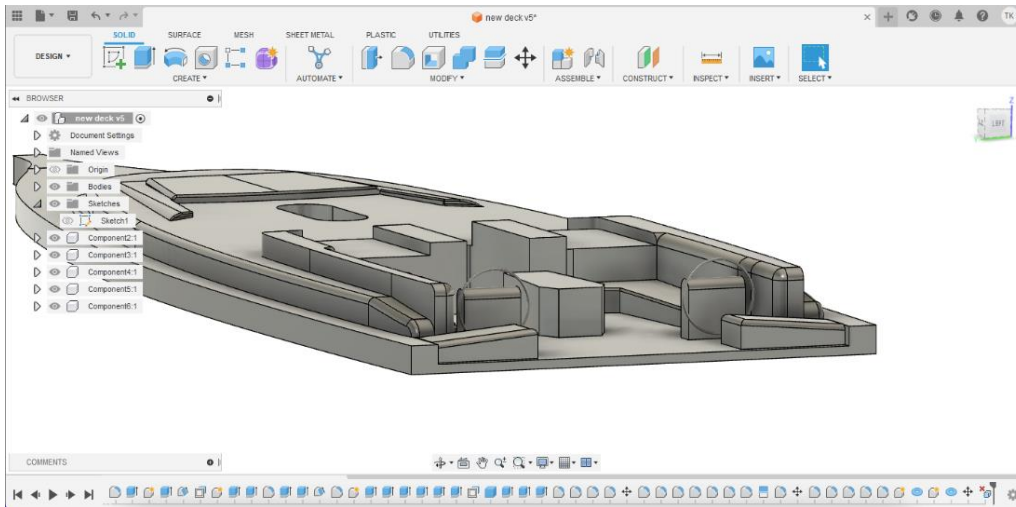 new deck v5*
TK
DESIGN
SOLID SURFACE MESH SHEET METAL PLASTIC UTILITIES
CREATE AUTOMATE MODIFY ASSEMBLE CONSTRUCT INSPECT INSERT SELECT
BROWSER
new deck v5
Document Settings
Named Views
Origin
Bodies
Sketches
Sketch1
Component2:1
Component3:1
Component4:1
Component5:1
Component6:1
Z
LEFT
COMMENTS